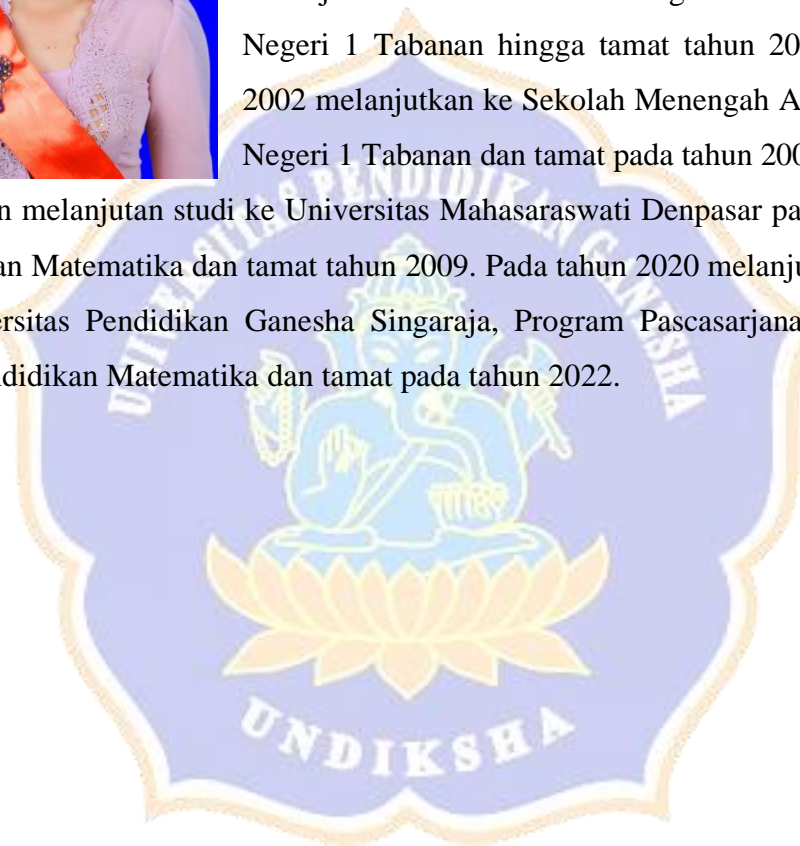 Negeri 1 Tabanan hingga tamat tahun 20
2002 melanjutkan ke Sekolah Menengah A
Negeri 1 Tabanan dan tamat pada tahun 200
n melanjutan studi ke Universitas Mahasaraswati Denpasar pa
an Matematika dan tamat tahun 2009. Pada tahun 2020 melanju
ersitas Pendidikan Ganesha Singaraja, Program Pascasarjana
didikan Matematika dan tamat pada tahun 2022.
UNIVERSITAS PENDIDIKAN GANESHA
UNDIKSHA